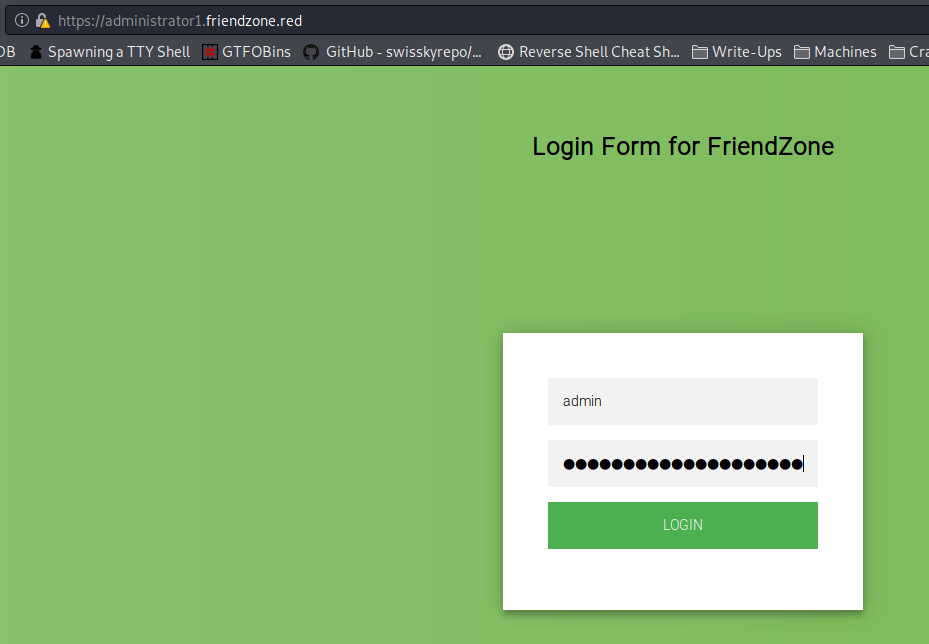 https://administrator1.friendzone.red
OB Spawning a TTY Shell GTFOBins GitHub - swisskyrepo/... Reverse Shell Cheat Sh... Write-Ups Machines Cra
Login Form for FriendZone
admin
●●●●●●●●●●●●●●●●●●●●
LOGIN